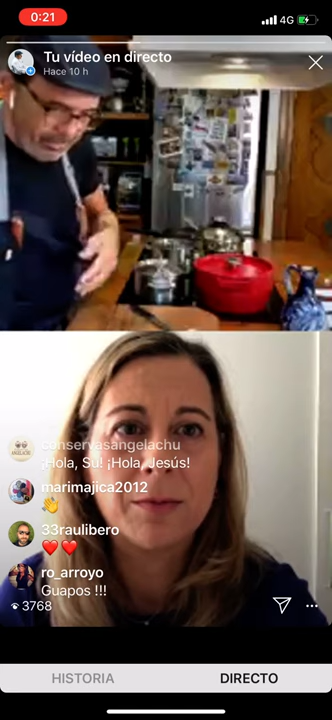 0:21
4G
Tu vídeo en directo
Hace 10 h
conservasangelachu
¡Hola, Su! ¡Hola, Jesús!
marimajica2012
👋
33raulibero
❤️❤️
ro_arroyo
Guapos !!!
3768
HISTORIA
DIRECTO